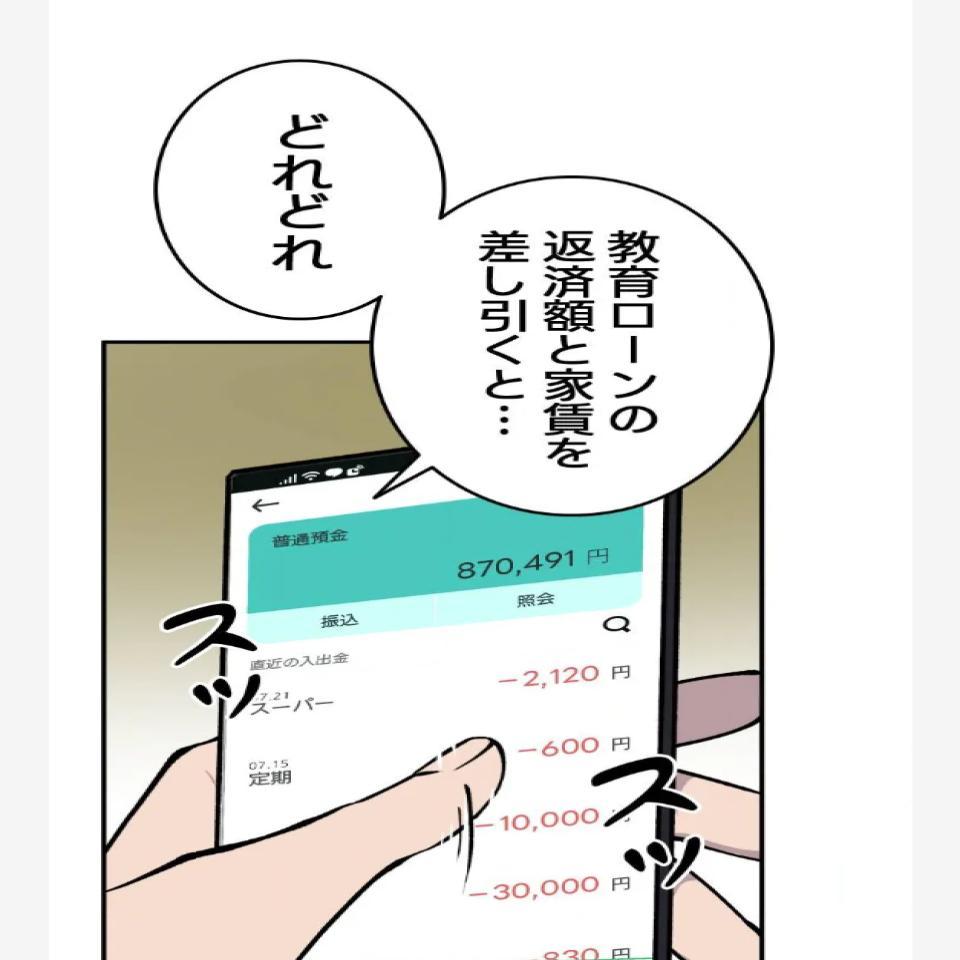 どれどれ
教育ローンの
返済額と家賃を
差し引くと…
普通預金
870,491 円
振込
照会
直近の入出金
7.21
スーパー
-2,120 円
07.15
定期
-600 円
-10,000 円
-30,000 円
-830 円
スッ
スッ